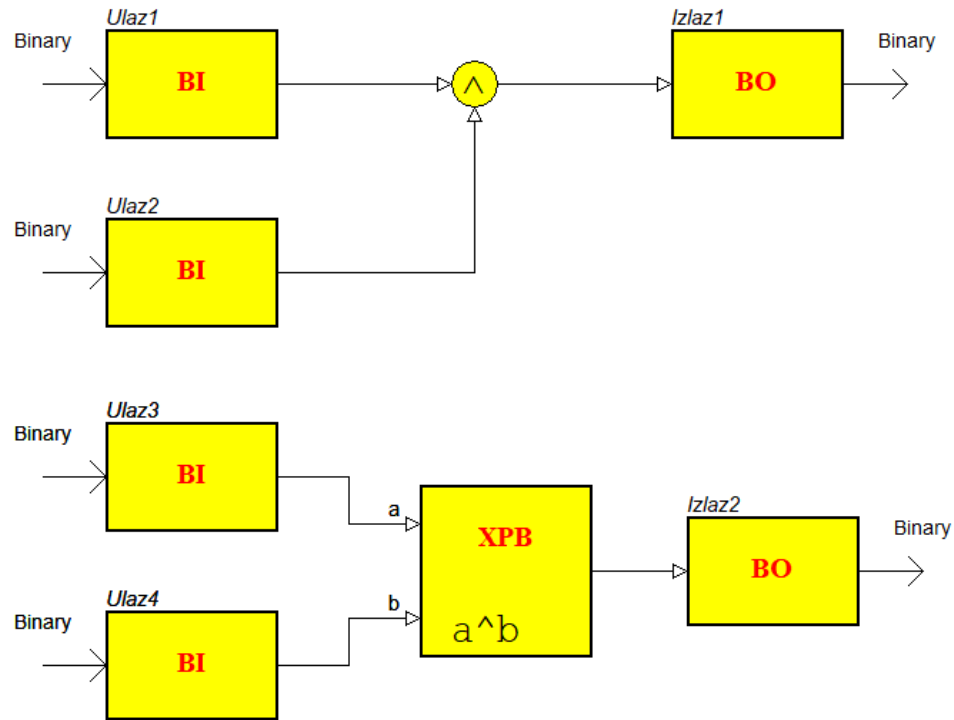 Ulaz1
Izlaz1
Binary
Binary
BI
^
BO
Ulaz2
Binary
BI
Ulaz3
Binary
BI
a
XPB
Izlaz2
Binary
BO
Ulaz4
b
Binary
a^b
BI